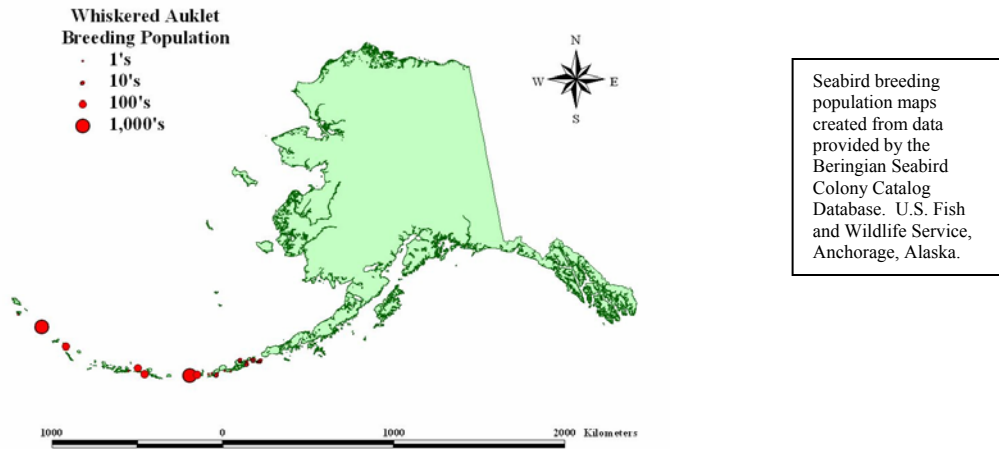 Whiskered Auklet
Breeding Population
1's
10's
100's
1,000's
N
W E
S
Seabird breeding
population maps
created from data
provided by the
Beringian Seabird
Colony Catalog
Database. U.S. Fish
and Wildlife Service,
Anchorage, Alaska.
1000 0 1000 2000 Kilometers